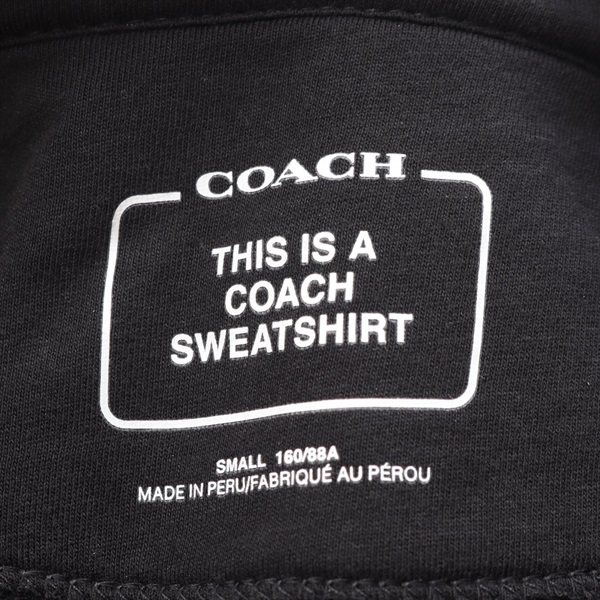 COACH
THIS IS A
COACH
SWEATSHIRT
SMALL 160/88A
MADE IN PERU/FABRIQUÉ AU PÉROU